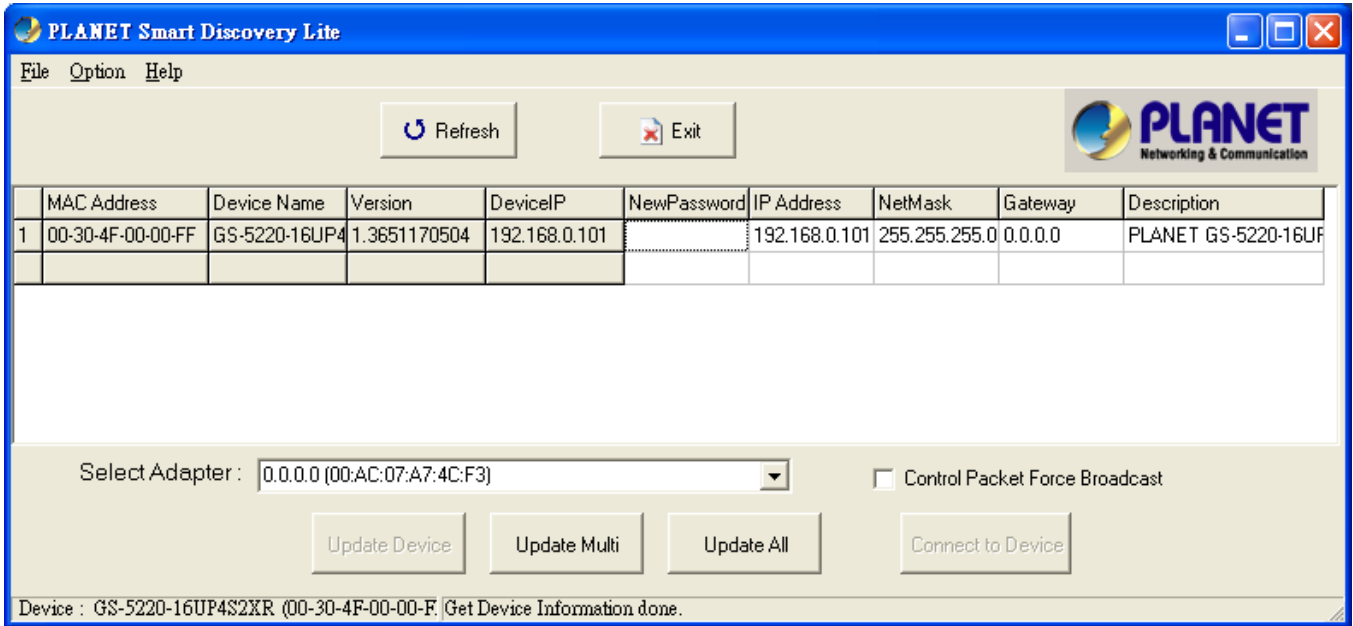 PLANET Smart Discovery Lite
File Option Help
Refresh Exit
PLANET
Networking & Communication
MAC Address Device Name Version DeviceIP NewPassword IP Address NetMask Gateway Description
1 00-30-4F-00-00-FF GS-5220-16UP4 1.3651170504 192.168.0.101 192.168.0.101 255.255.255.0 0.0.0.0 PLANET GS-5220-16UP
Select Adapter : 0.0.0.0 (00:AC:07:A7:4C:F3) Control Packet Force Broadcast
Update Device Update Multi Update All Connect to Device
Device : GS-5220-16UP4S2XR (00-30-4F-00-00-F Get Device Information done.